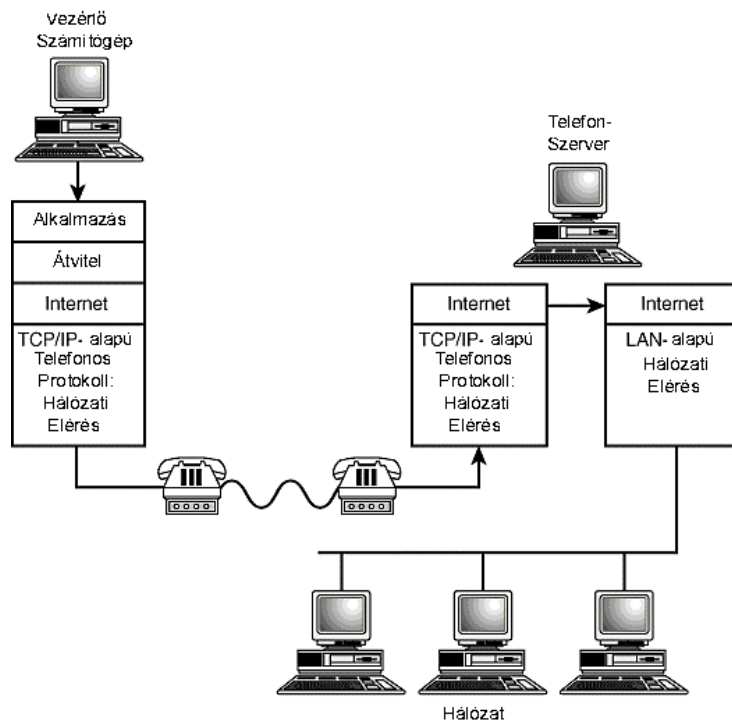 Vezérlő
Számítógép
Alkalmazás
Átvitel
Internet
TCP/IP- alapú
Telefonos
Protokoll:
Hálózati
Elérés
Telefon-
Szerver
Internet
TCP/IP- alapú
Telefonos
Protokoll:
Hálózati
Elérés
Internet
LAN- alapú
Hálózati
Elérés
Hálózat